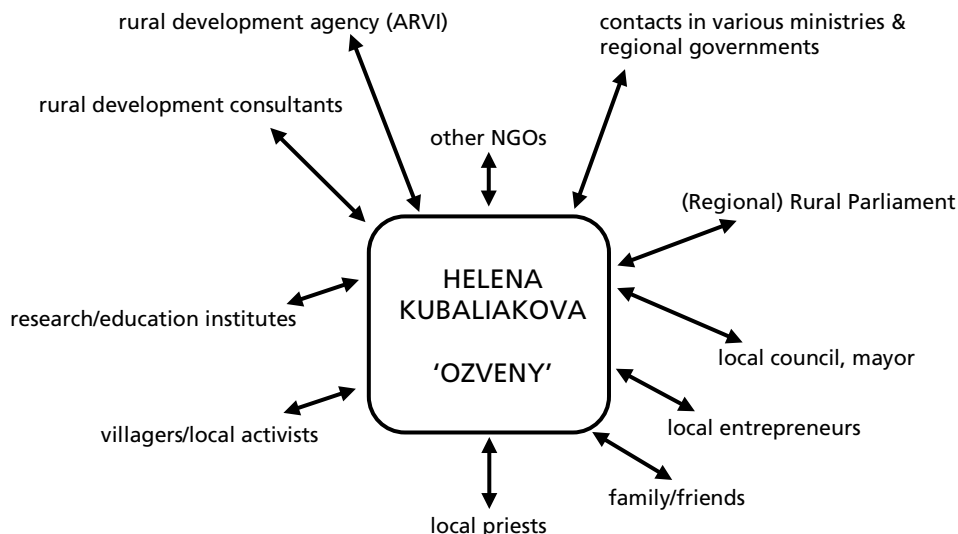 rural development agency (ARVI)
contacts in various ministries &
regional governments
rural development consultants
other NGOs
(Regional) Rural Parliament
HELENA
KUBALIAKOVA
'OZVENY'
research/education institutes
local council, mayor
villagers/local activists
local entrepreneurs
family/friends
local priests